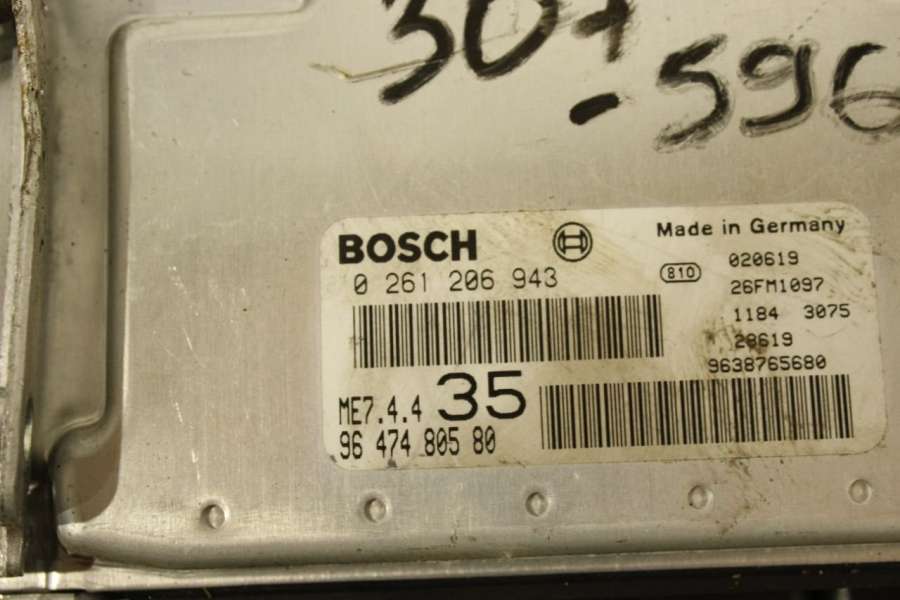 307
-596
BOSCH
Made in Germany
0 261 206 943
810
020619
26FM1097
1184 3075
28619
9638765680
ME7.4.4 35
96 474 805 80